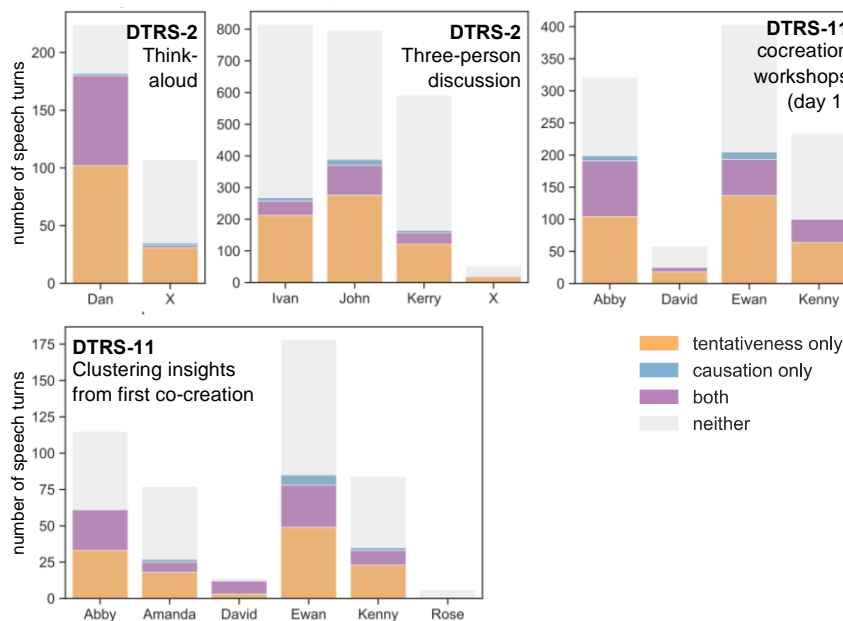 DTRS-2
Think-
aloud
number of speech turns
200
150
100
50
0
Dan
X
DTRS-2
Three-person
discussion
800
700
600
500
400
300
200
100
0
Ivan
John
Kerry
X
DTRS-11
cocreation
workshops
(day 1
400
350
300
250
200
150
100
50
0
Abby
David
Ewan
Kenny
DTRS-11
Clustering insights
from first co-creation
number of speech turns
175
150
125
100
75
50
25
0
Abby
Amanda
David
Ewan
Kenny
Rose
tentativeness only
causation only
both
neither